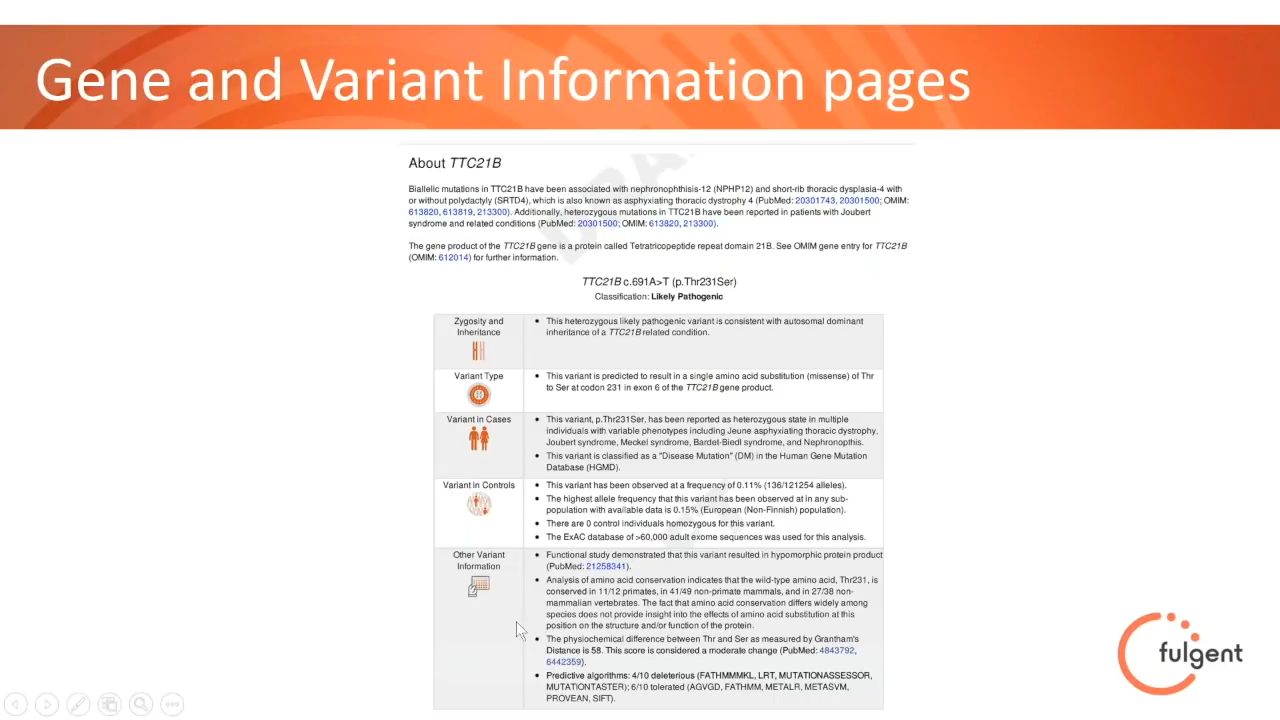 Gene and Variant Information pages
About TTC21B
Biallelic mutations in TTC21B have been associated with nephronophthisis-12 (NPHP12) and short-rib thoracic dysplasia-4 with
or without polydactyly (SRTD4), which is also known as asphyxiating thoracic dystrophy 4 (PubMed: 20301743, 20301500; OMIM:
613820, 613819, 213300). Additionally, heterozygous mutations in TTC21B have been reported in patients with Joubert
syndrome and related conditions (PubMed: 20301500; OMIM: 613820, 213300).
The gene product of the TTC21B gene is a protein called Tetratricopeptide repeat domain 21B. See OMIM gene entry for TTC21B
(OMIM: 612014) for further information.
TTC21B c.691A>T (p.Thr231Ser)
Classification: Likely Pathogenic
Zygosity and
Inheritance
• This heterozygous likely pathogenic variant is consistent with autosomal dominant
inheritance of a TTC21B related condition.
Variant Type
• This variant is predicted to result in a single amino acid substitution (missense) of Thr
to Ser at codon 231 in exon 6 of the TTC21B gene product.
Variant in Cases
• This variant, p.Thr231Ser, has been reported as heterozygous state in multiple
individuals with variable phenotypes including Jeune asphyxiating thoracic dystrophy,
Joubert syndrome, Meckel syndrome, Bardet-Biedl syndrome, and Nephronopthis.
• This variant is classified as a "Disease Mutation" (DM) in the Human Gene Mutation
Database (HGMD).
Variant in Controls
• This variant has been observed at a frequency of 0.11% (136/121254 alleles).
• The highest allele frequency that this variant has been observed at in any sub-
population with available data is 0.15% (European (Non-Finnish) population).
• There are 0 control individuals homozygous for this variant.
• The ExAC database of >60,000 adult exome sequences was used for this analysis.
Other Variant
Information
• Functional study demonstrated that this variant resulted in hypomorphic protein product
(PubMed: 21258341).
• Analysis of amino acid conservation indicates that the wild-type amino acid, Thr231, is
conserved in 11/12 primates, in 41/49 non-primate mammals, and in 27/38 non-
mammalian vertebrates. The fact that amino acid conservation differs widely among
species does not provide insight into the effects of amino acid substitution at this
position on the structure and/or function of the protein.
• The physiochemical difference between Thr and Ser as measured by Grantham's
Distance is 58. This score is considered a moderate change (PubMed: 4843792,
6442359).
• Predictive algorithms: 4/10 deleterious (FATHMMMKL, LRT, MUTATIONASSESSOR,
MUTATIONTASTER); 6/10 tolerated (AGVGD, FATHMM, METALR, METASVM,
PROVEAN, SIFT).
fulgent